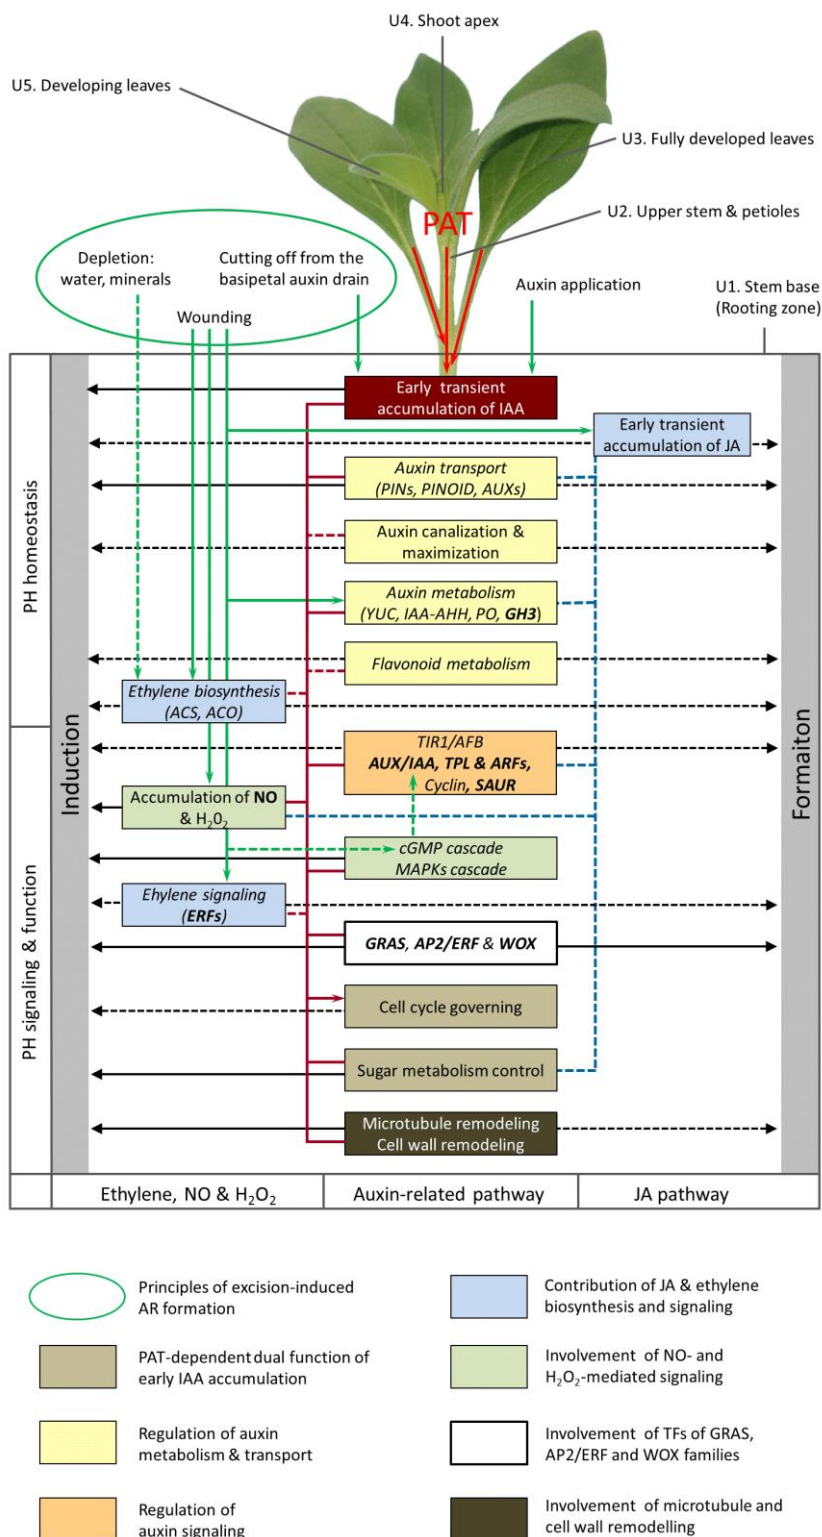 U4. Shoot apex
U5. Developing leaves
U3. Fully developed leaves
PAT
U2. Upper stem & petioles
Depletion:
water, minerals
Cutting off from the
basipetal auxin drain
Wounding
Auxin application
U1. Stem base
(Rooting zone)
PH homeostasis
PH signaling & function
Induction
Formaiton
Early transient
accumulation of IAA
Early transient
accumulation of JA
Auxin transport
(PINs, PINOID, AUXs)
Auxin canalization &
maximization
Auxin metabolism
(YUC, IAA-AHH, PO, GH3)
Flavonoid metabolism
Ethylene biosynthesis
(ACS, ACO)
TIR1/AFB
AUX/IAA, TPL & ARFs,
Cyclin, SAUR
Accumulation of NO
& H₂0₂
cGMP cascade
MAPKs cascade
Ehylene signaling
(ERFs)
GRAS, AP2/ERF & WOX
Cell cycle governing
Sugar metabolism control
Microtubule remodeling
Cell wall remodeling
Ethylene, NO & H₂O₂
Auxin-related pathway
JA pathway
Principles of excision-induced
AR formation
Contribution of JA & ethylene
biosynthesis and signaling
PAT-dependent dual function of
early IAA accumulation
Involvement of NO- and
H₂O₂-mediated signaling
Regulation of auxin
metabolism & transport
Involvement of TFs of GRAS,
AP2/ERF and WOX families
Regulation of
auxin signaling
Involvement of microtubule and
cell wall remodelling